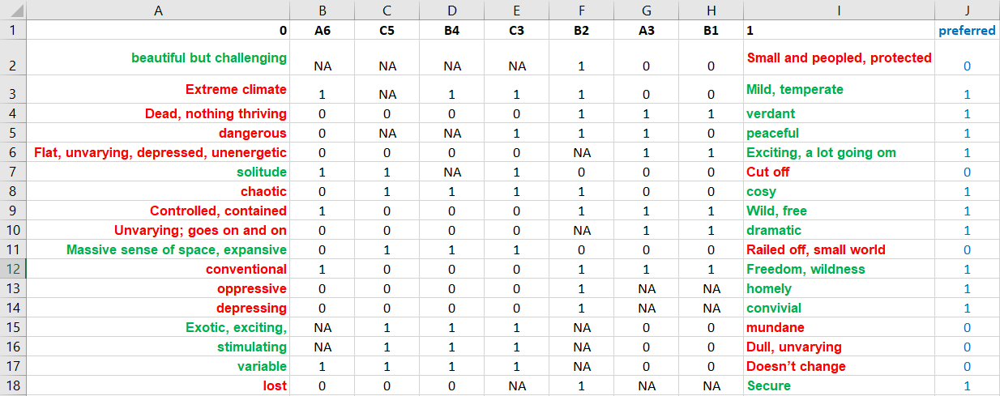 A B C D E F G H I J
1 0 A6 C5 B4 C3 B2 A3 B1 1 preferred
2 beautiful but challenging NA NA NA NA 1 0 0 Small and peopled, protected 0
3 Extreme climate 1 NA 1 1 1 0 0 Mild, temperate 1
4 Dead, nothing thriving 0 0 0 0 1 1 1 verdant 1
5 dangerous 0 NA NA 1 1 1 0 peaceful 1
6 Flat, unvarying, depressed, unenergetic 0 0 0 0 NA 1 1 Exciting, a lot going om 1
7 solitude 1 1 NA 1 0 0 0 Cut off 0
8 chaotic 0 1 1 1 1 0 0 cosy 1
9 Controlled, contained 1 0 0 0 1 1 1 Wild, free 1
10 Unvarying; goes on and on 0 0 0 0 NA 1 1 dramatic 1
11 Massive sense of space, expansive 0 1 1 1 0 0 0 Railed off, small world 0
12 conventional 1 0 0 0 1 1 1 Freedom, wildness 1
13 oppressive 0 0 0 0 1 NA NA homely 1
14 depressing 0 0 0 0 1 NA NA convivial 1
15 Exotic, exciting, NA 1 1 1 NA 0 0 mundane 0
16 stimulating NA 1 1 1 NA 0 0 Dull, unvarying 0
17 variable 1 1 1 1 NA 0 0 Doesn’t change 0
18 lost 0 0 0 NA 1 NA NA Secure 1